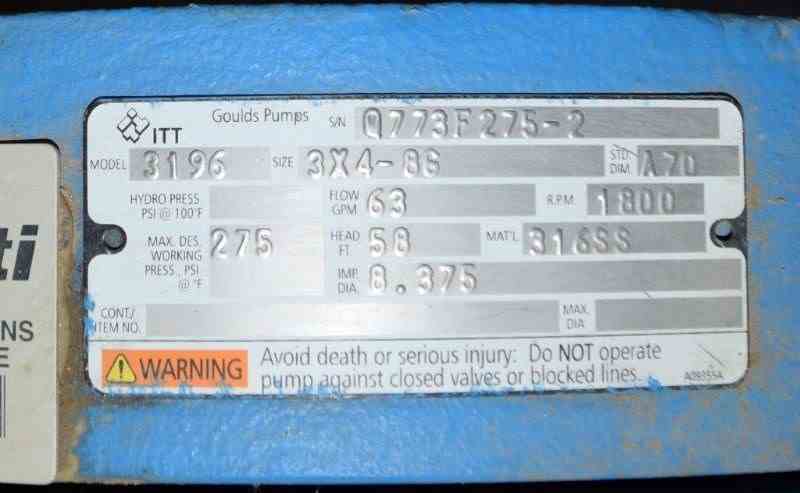 ITT Goulds Pumps S/N Q773F275-2
MODEL 3196 SIZE 3X4-8G STD. DIM. A70
HYDRO PRESS PSI @ 100°F FLOW GPM 63 R.P.M. 1800
MAX. DES. WORKING PRESS., PSI @ °F 275 HEAD FT. 58 MAT'L 316SS
IMP. DIA. 8.375
CONT./ ITEM NO. MAX. DIA
WARNING Avoid death or serious injury: Do NOT operate
pump against closed valves or blocked lines.
ti
NS
E